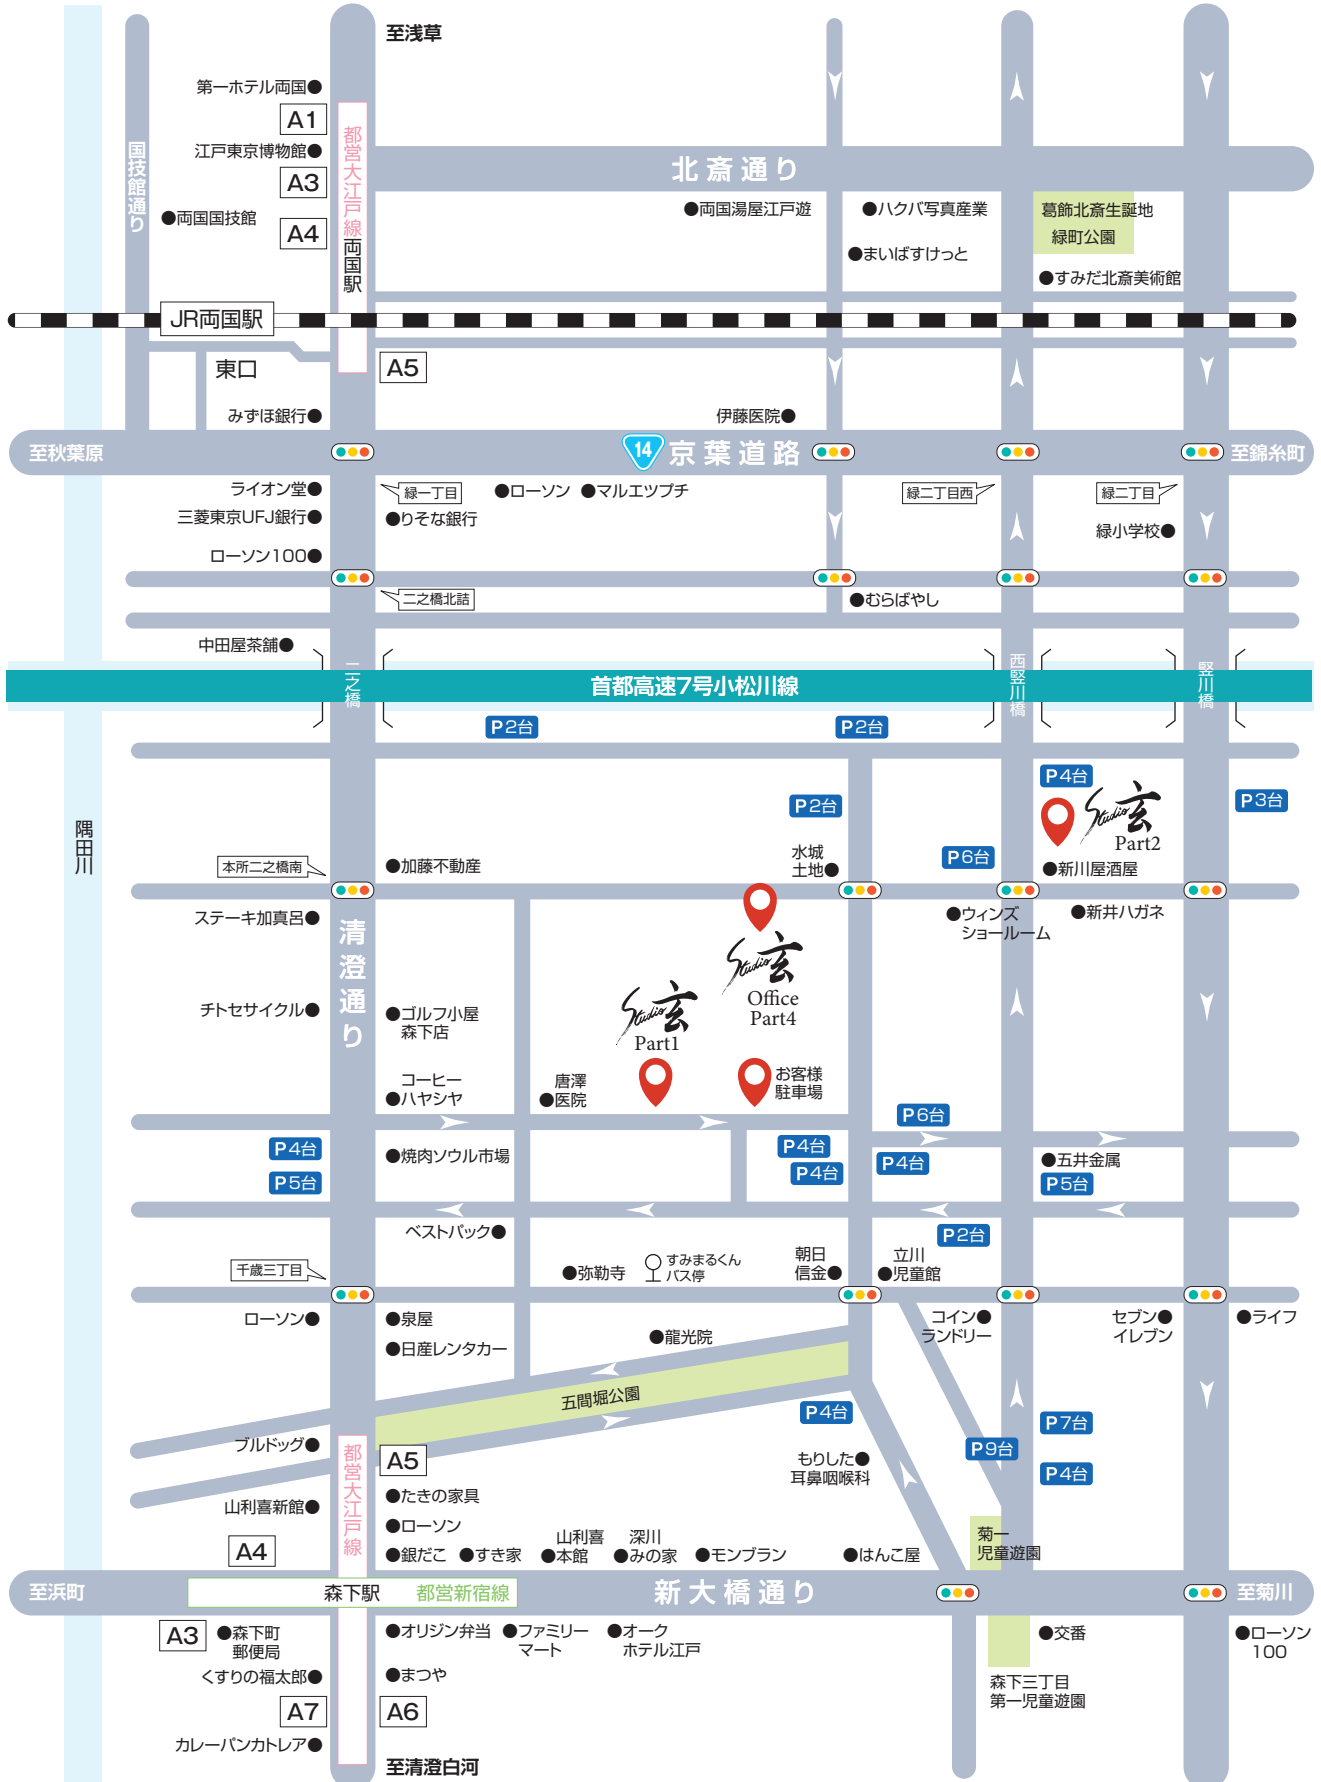 至浅草
第一ホテル両国
A1
江戸東京博物館
A3
両国国技館
A4
国技館通り
都営大江戸線
両国駅
北斎通り
両国湯屋江戸遊
ハクバ写真産業
まいばすけっと
葛飾北斎生誕地
緑町公園
すみだ北斎美術館
JR両国駅
東口
A5
みずほ銀行
伊藤医院
至秋葉原
14
京葉道路
至錦糸町
ライオン堂
緑一丁目
ローソン
マルエツプチ
緑二丁目西
緑二丁目
三菱東京UFJ銀行
りそな銀行
緑小学校
ローソン100
二之橋北詰
むらばやし
中田屋茶舗
二之橋
首都高速7号小松川線
西竪川橋
竪川橋
P2台
P2台
P4台
P2台
P3台
隅田川
Studio玄
Part2
本所二之橋南
加藤不動産
水城
土地
P6台
新川屋酒屋
ステーキ加真呂
清澄通り
ウィンズ
ショールーム
新井ハガネ
Studio玄
Office
Part4
チトセサイクル
ゴルフ小屋
森下店
Studio玄
Part1
コーヒー
ハヤシヤ
唐澤
医院
お客様
駐車場
P6台
P4台
焼肉ソウル市場
P4台
P4台
P4台
五井金属
P5台
P5台
ベストパック
P2台
千歳三丁目
弥勒寺
すみまるくん
バス停
朝日
信金
立川
児童館
ローソン
泉屋
コイン
ランドリー
セブン
イレブン
ライフ
日産レンタカー
龍光院
五間堀公園
P4台
P7台
P9台
P4台
ブルドッグ
都営大江戸線
A5
もりした
耳鼻咽喉科
たきの家具
山利喜新館
ローソン
A4
銀だこ
すき家
山利喜
本館
深川
みの家
モンブラン
はんこ屋
菊一
児童遊園
至浜町
森下駅
都営新宿線
新大橋通り
至菊川
A3
森下町
郵便局
オリジン弁当
ファミリー
マート
オーク
ホテル江戸
交番
ローソン
100
くすりの福太郎
まつや
森下三丁目
第一児童遊園
A7
A6
カレーパンカトレア
至清澄白河